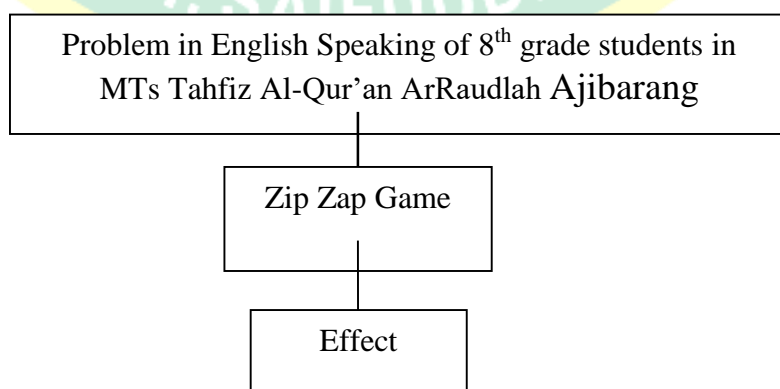 Problem in English Speaking of 8th grade students in
MTs Tahfiz Al-Qur’an ArRaudlah Ajibarang
Zip Zap Game
Effect